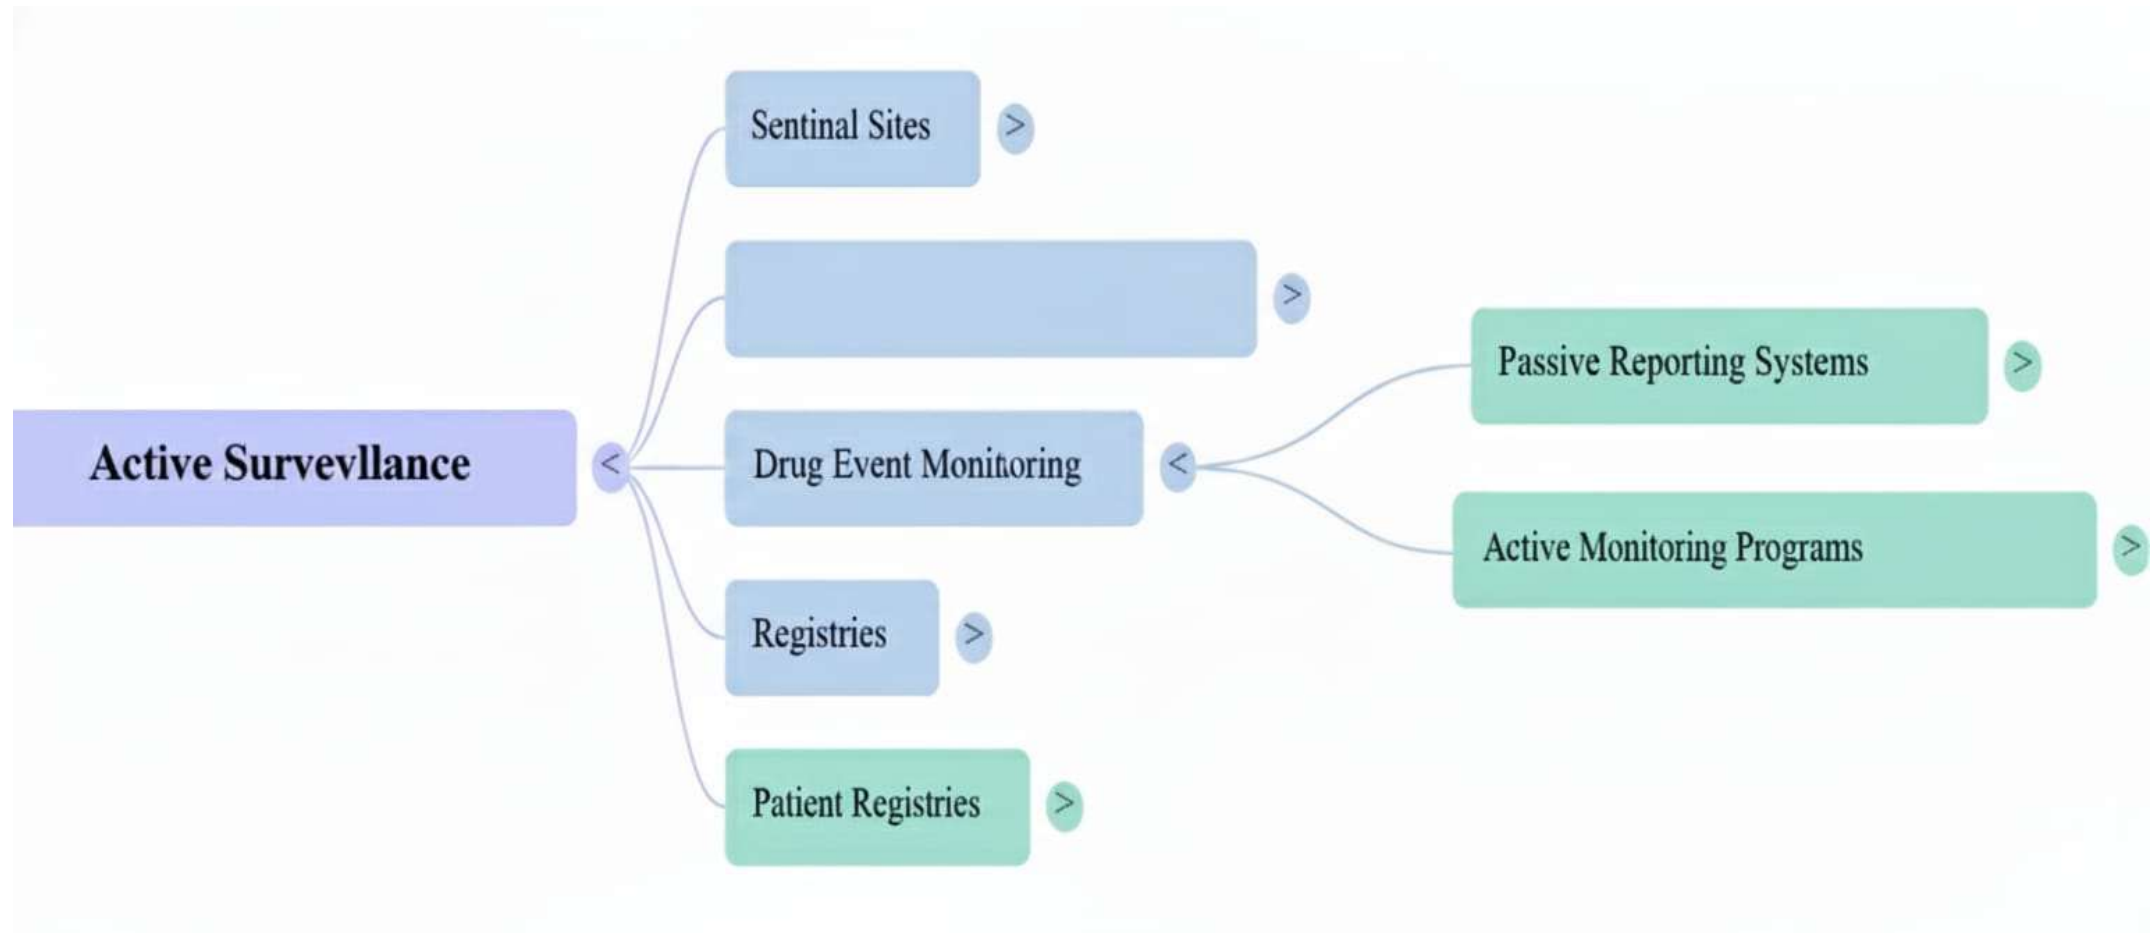 Sentinal Sites
Active Survevllance
Drug Event Monitoring
Registries
Patient Registries
Passive Reporting Systems
Active Monitoring Programs